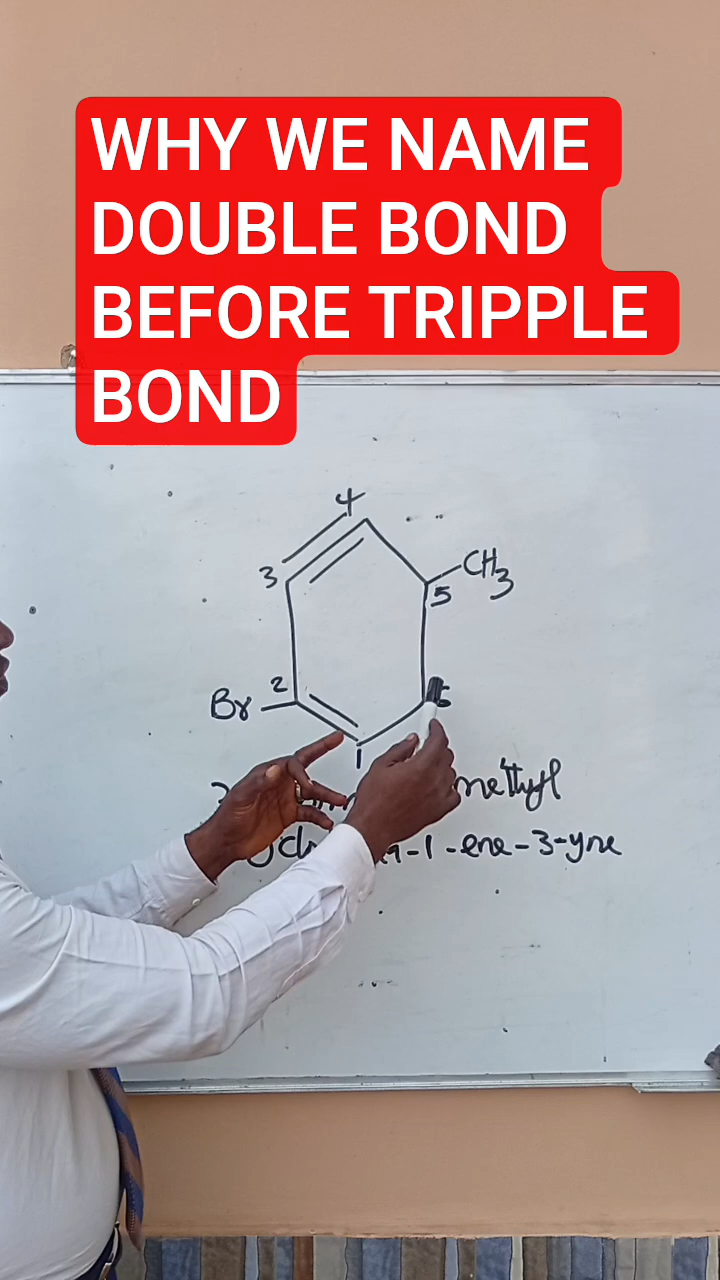 WHY WE NAME
DOUBLE BOND
BEFORE TRIPPLE
BOND
4
3
CH3
5
2
Br
1
methyl
-1-ene-3-yne